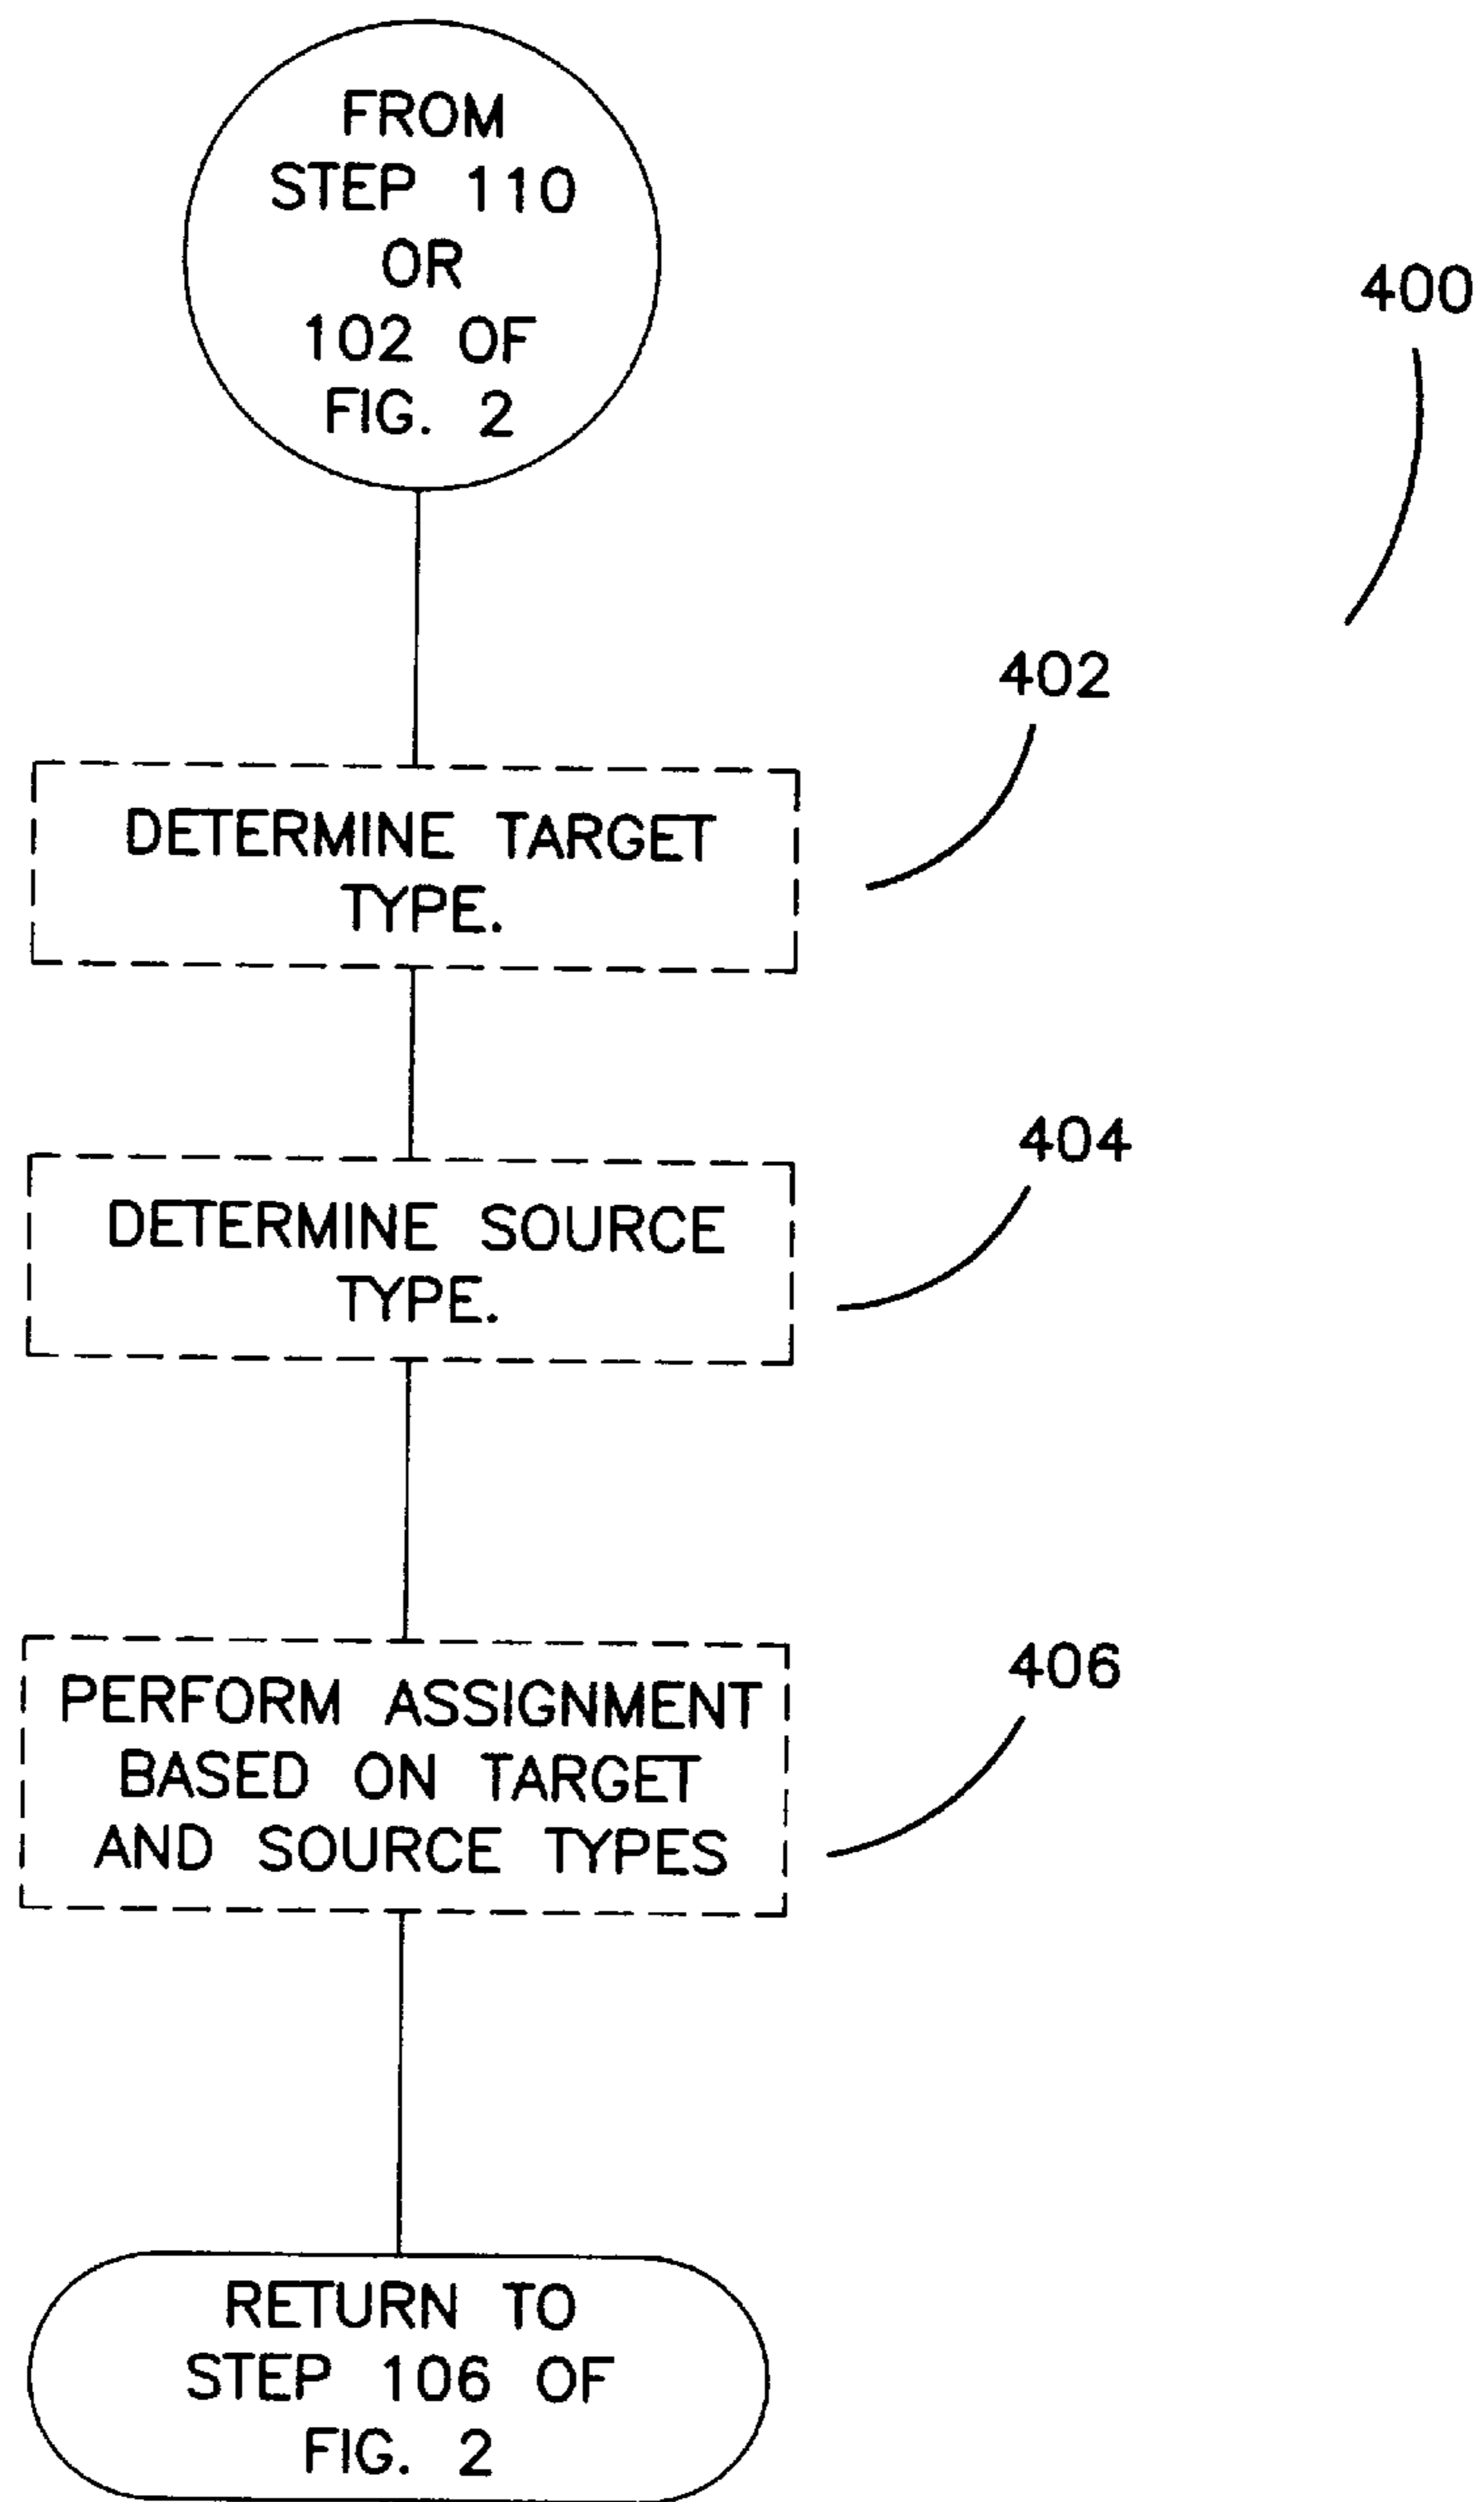 FROM
STEP 110
OR
102 OF
FIG. 2
400
402
DETERMINE TARGET
TYPE.
404
DETERMINE SOURCE
TYPE.
406
PERFORM ASSIGNMENT
BASED ON TARGET
AND SOURCE TYPES
RETURN TO
STEP 106 OF
FIG. 2